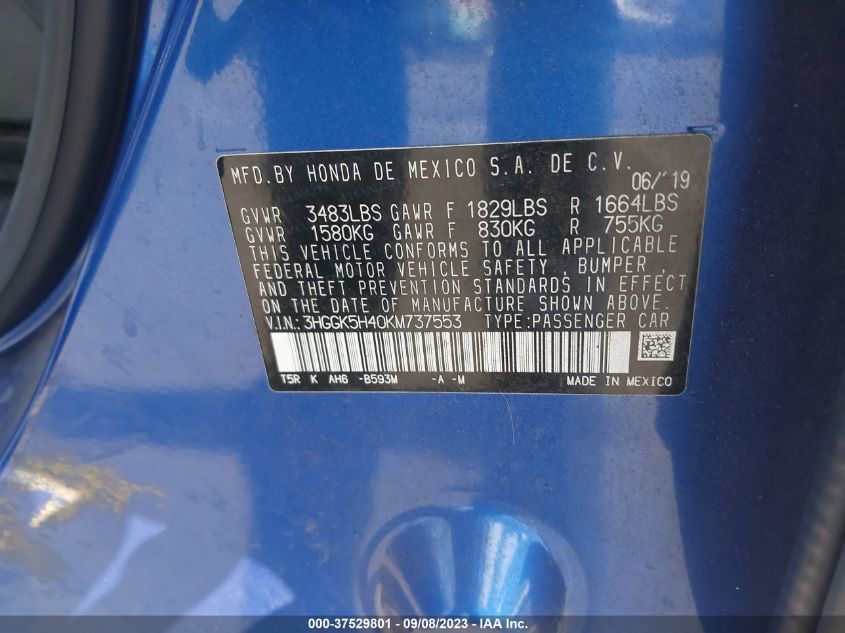 MFD.BY HONDA DE MEXICO S.A. DE C.V. 06/'19
GVWR 3483LBS GAWR F 1829LBS R 1664LBS
GVWR 1580KG GAWR F 830KG R 755KG
THIS VEHICLE CONFORMS TO ALL APPLICABLE
FEDERAL MOTOR VEHICLE SAFETY , BUMPER ,
AND THEFT PREVENTION STANDARDS IN EFFECT
ON THE DATE OF MANUFACTURE SHOWN ABOVE.
V.I.N.:3HGGK5H40KM737553 TYPE:PASSENGER CAR
T5R K AH6 -B593M -A -M MADE IN MEXICO
000-37529801 - 09/08/2023 - IAAI.com